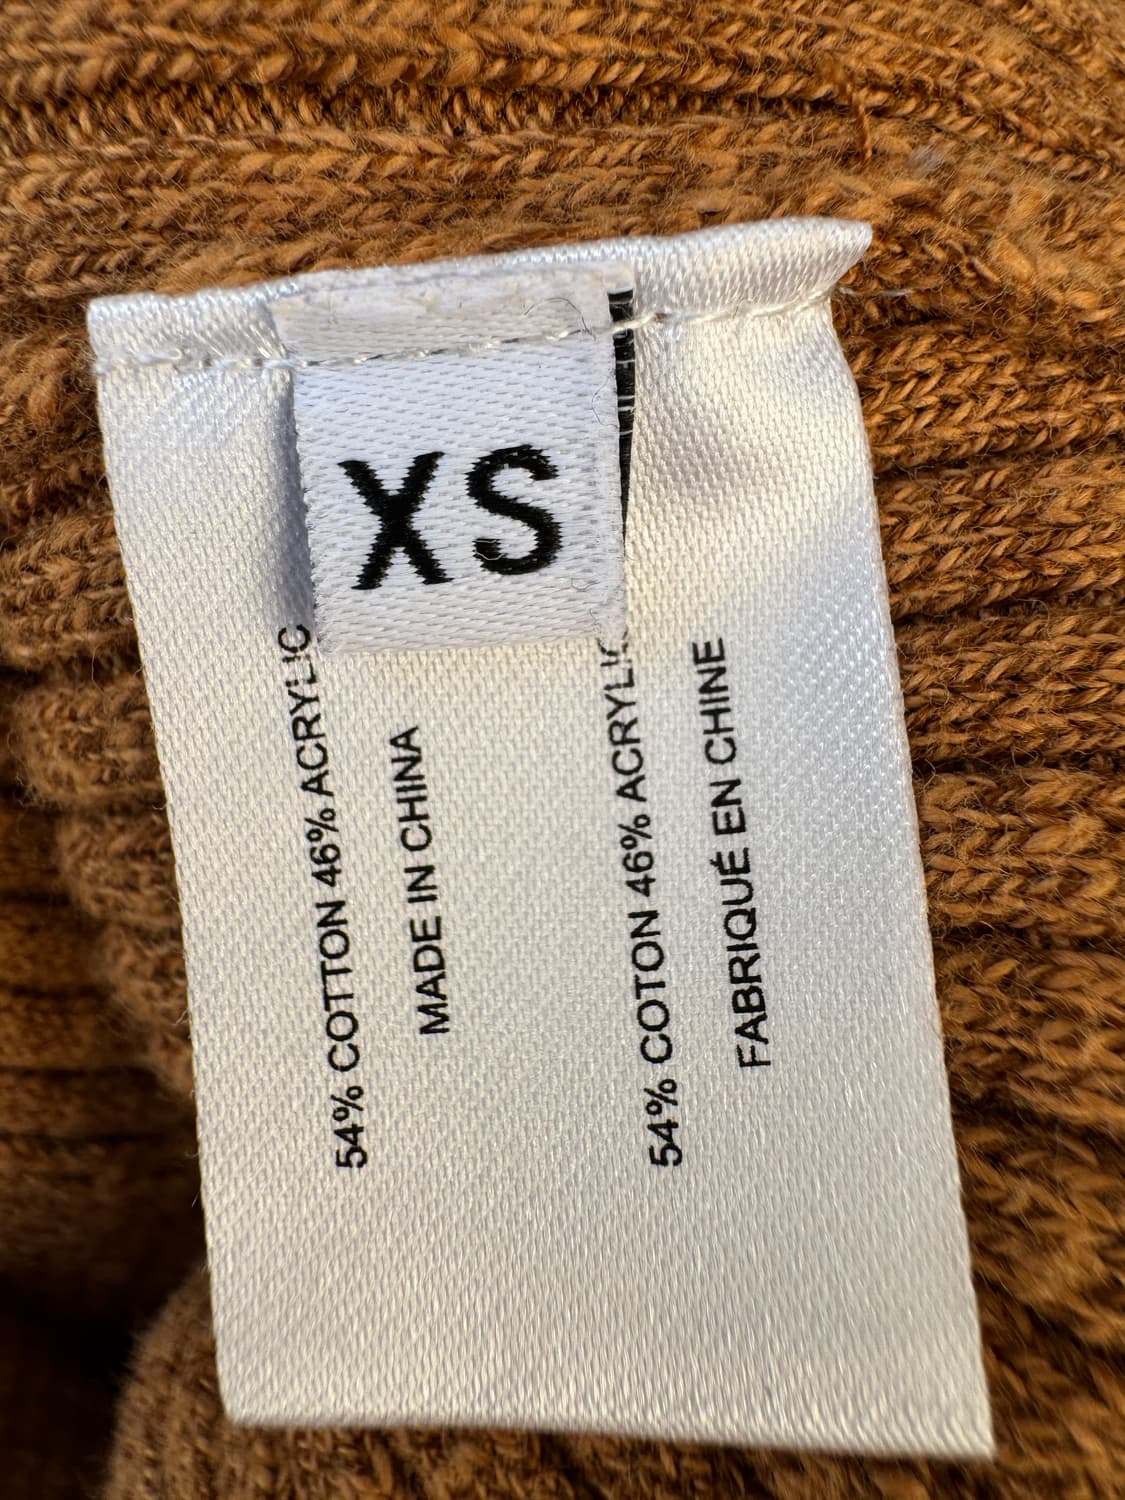 XS
54% COTTON 46% ACRYLIC
MADE IN CHINA
54% COTON 46% ACRYLIC
FABRIQUÉ EN CHINE